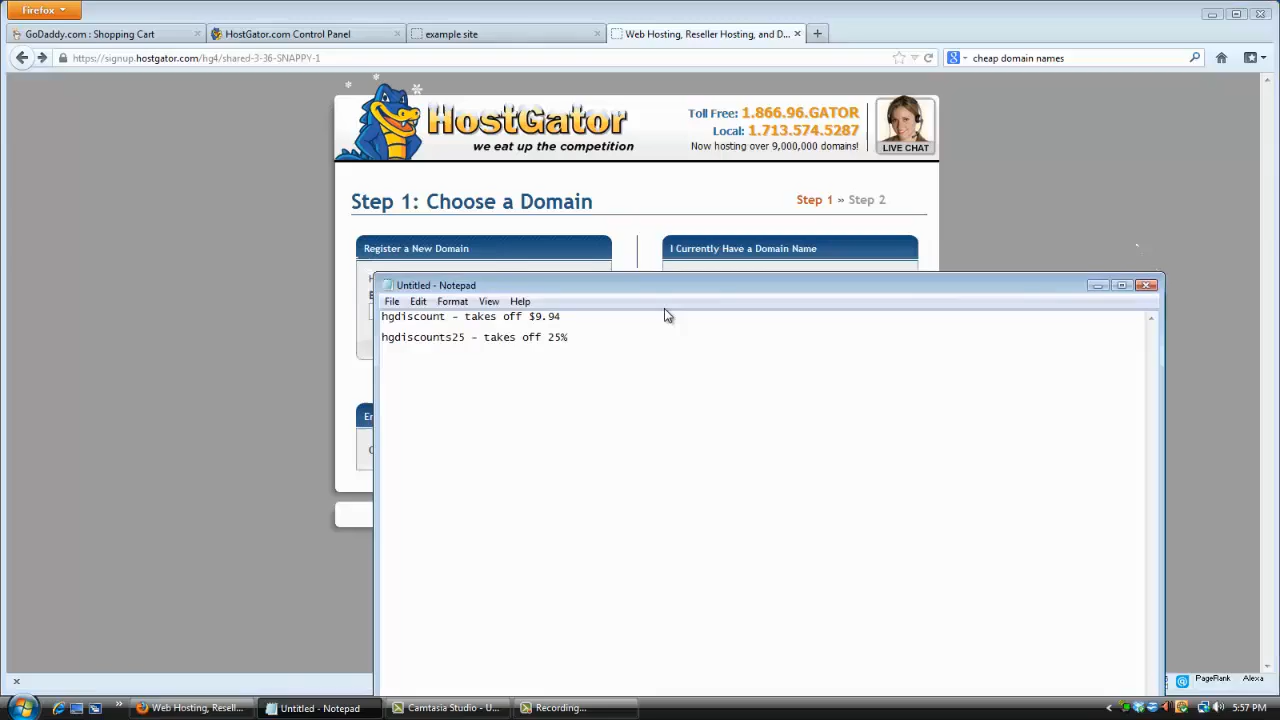 Firefox
GoDaddy.com : Shopping Cart
HostGator.com Control Panel
example site
Web Hosting, Reseller Hosting, and D...
https://signup.hostgator.com/hg4/shared-3-36-SNAPPY-1
cheap domain names
HostGator
we eat up the competition
Toll Free: 1.866.96.GATOR
Local: 1.713.574.5287
Now hosting over 9,000,000 domains!
LIVE CHAT
Step 1: Choose a Domain
Step 1 » Step 2
Register a New Domain
I Currently Have a Domain Name
Untitled - Notepad
File Edit Format View Help
hgdiscount - takes off $9.94
hgdiscounts25 - takes off 25%
PageRank
Alexa
Web Hosting, Resell...
Untitled - Notepad
Camtasia Studio - U...
Recording...
5:57 PM